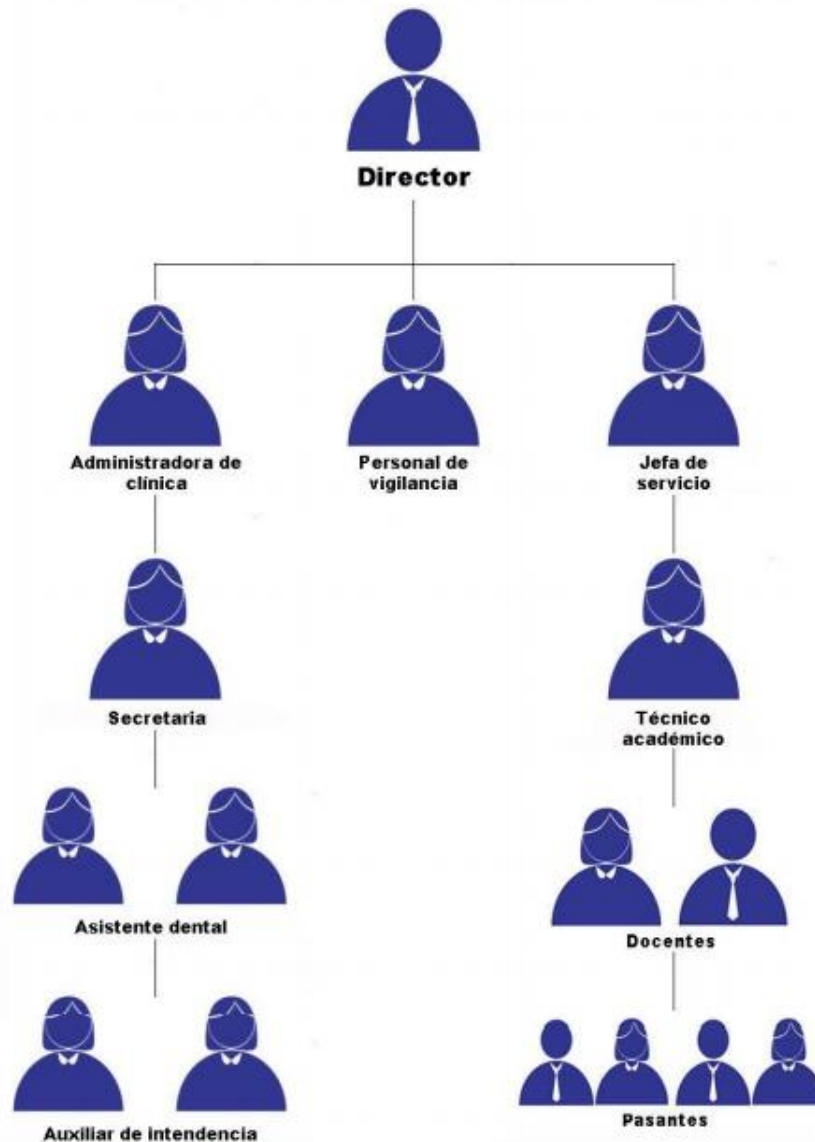 Director
Administradora de
clínica
Personal de
vigilancia
Jefa de
servicio
Secretaria
Técnico
académico
Asistente dental
Docentes
Auxiliar de intendencia
Pasantes